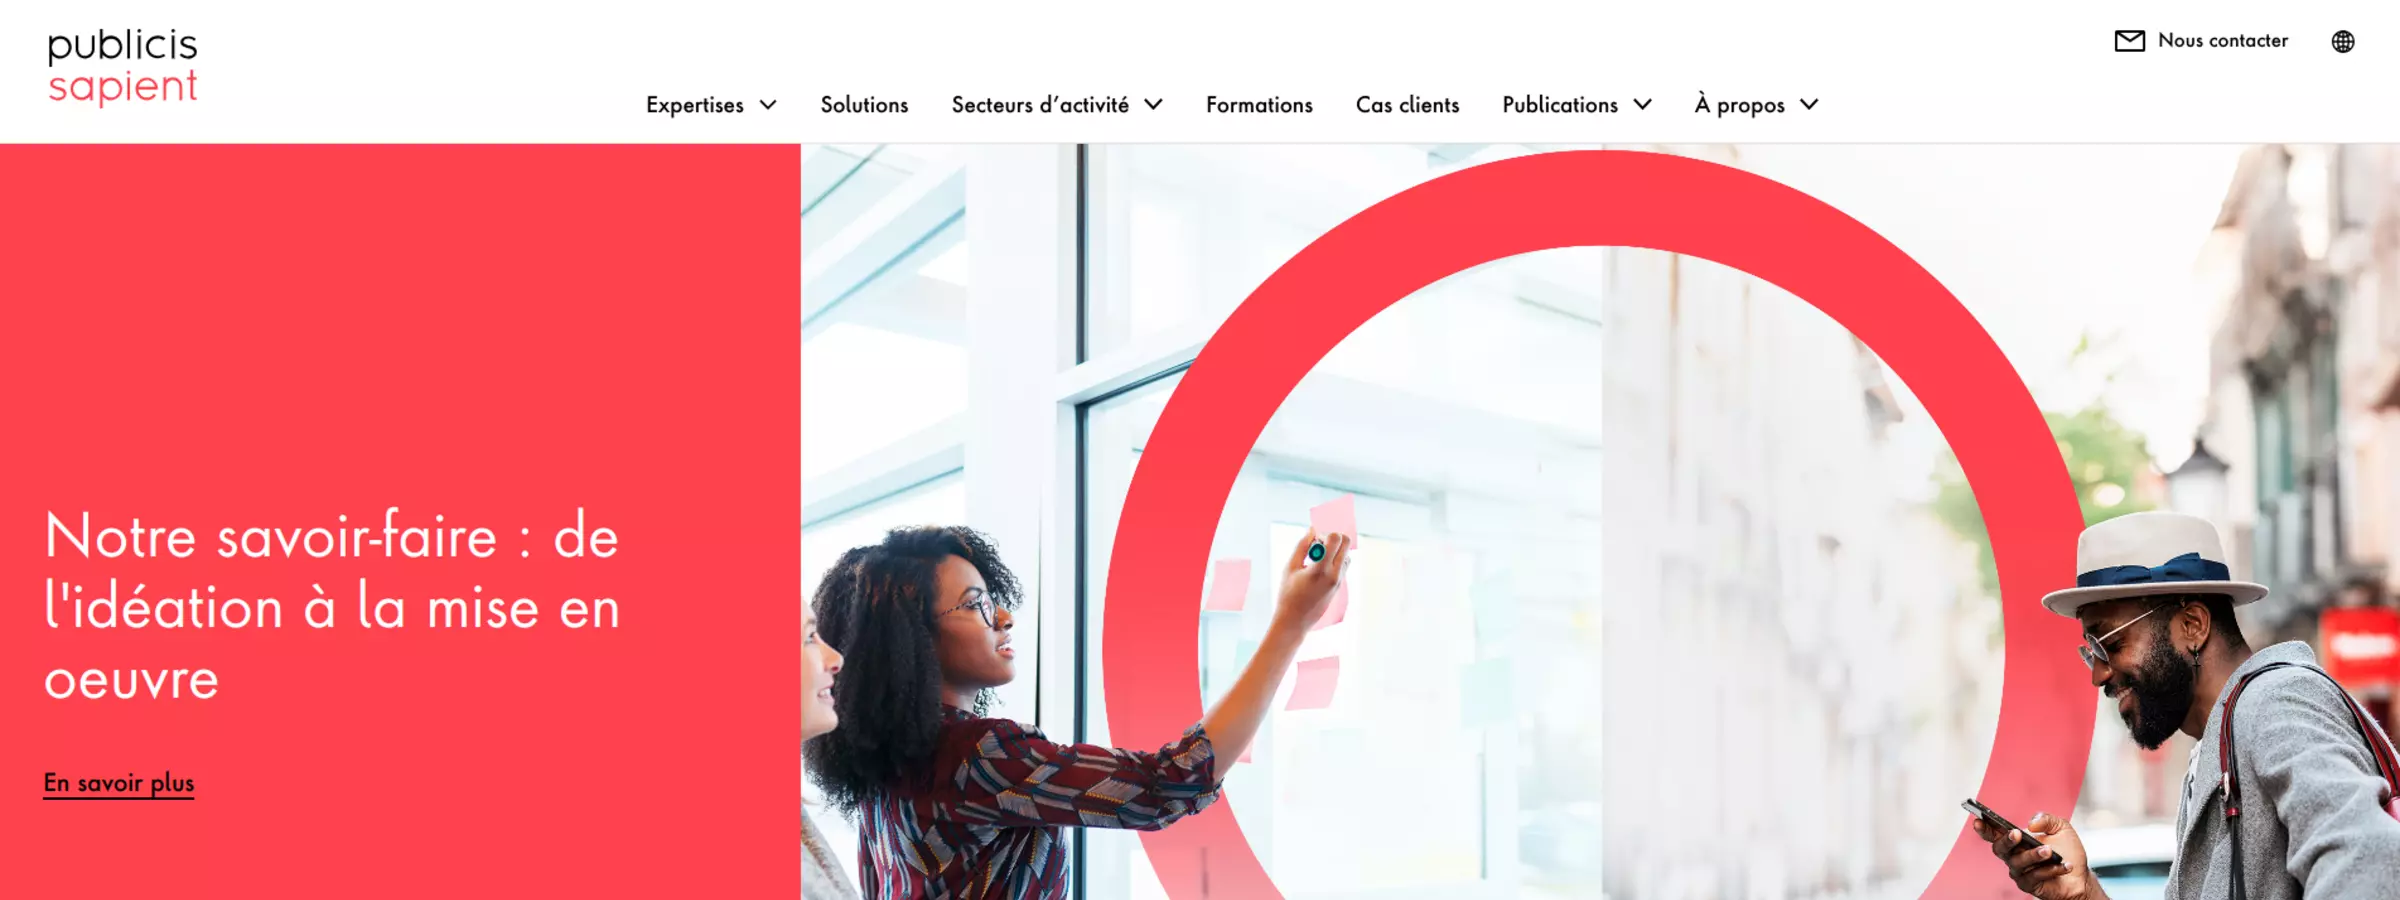 publicis
sapient
Nous contacter
Expertises
Solutions
Secteurs d’activité
Formations
Cas clients
Publications
À propos
Notre savoir-faire : de
l'idéation à la mise en
oeuvre
En savoir plus